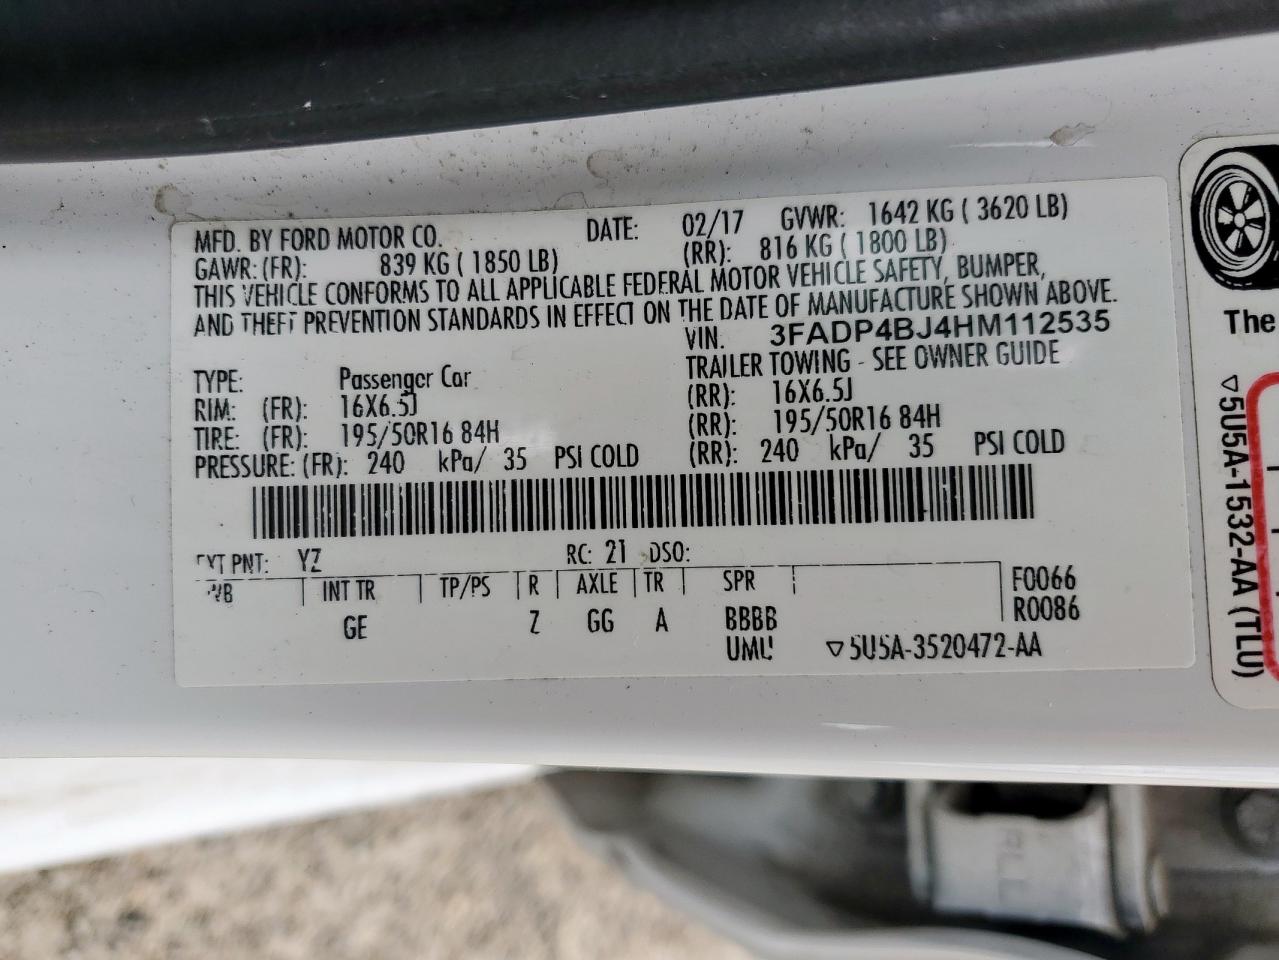 MFD. BY FORD MOTOR CO. DATE: 02/17 GVWR: 1642 KG ( 3620 LB)
GAWR: (FR): 839 KG ( 1850 LB) (RR): 816 KG ( 1800 LB)
THIS VEHICLE CONFORMS TO ALL APPLICABLE FEDERAL MOTOR VEHICLE SAFETY, BUMPER,
AND THEFT PREVENTION STANDARDS IN EFFECT ON THE DATE OF MANUFACTURE SHOWN ABOVE.
VIN. 3FADP4BJ4HM112535
TRAILER TOWING - SEE OWNER GUIDE
TYPE: Passenger Car
RIM: (FR): 16X6.5J (RR): 16X6.5J
TIRE: (FR): 195/50R16 84H (RR): 195/50R16 84H
PRESSURE: (FR): 240 kPa/ 35 PSI COLD (RR): 240 kPa/ 35 PSI COLD
EXT PNT: YZ RC: 21 DSO:
WB INT TR TP/PS R AXLE TR SPR F0066
GE Z GG A BBBB R0086
UMU ▽5U5A-3520472-AA
The
▽5U5A-1532-AA (TLU)